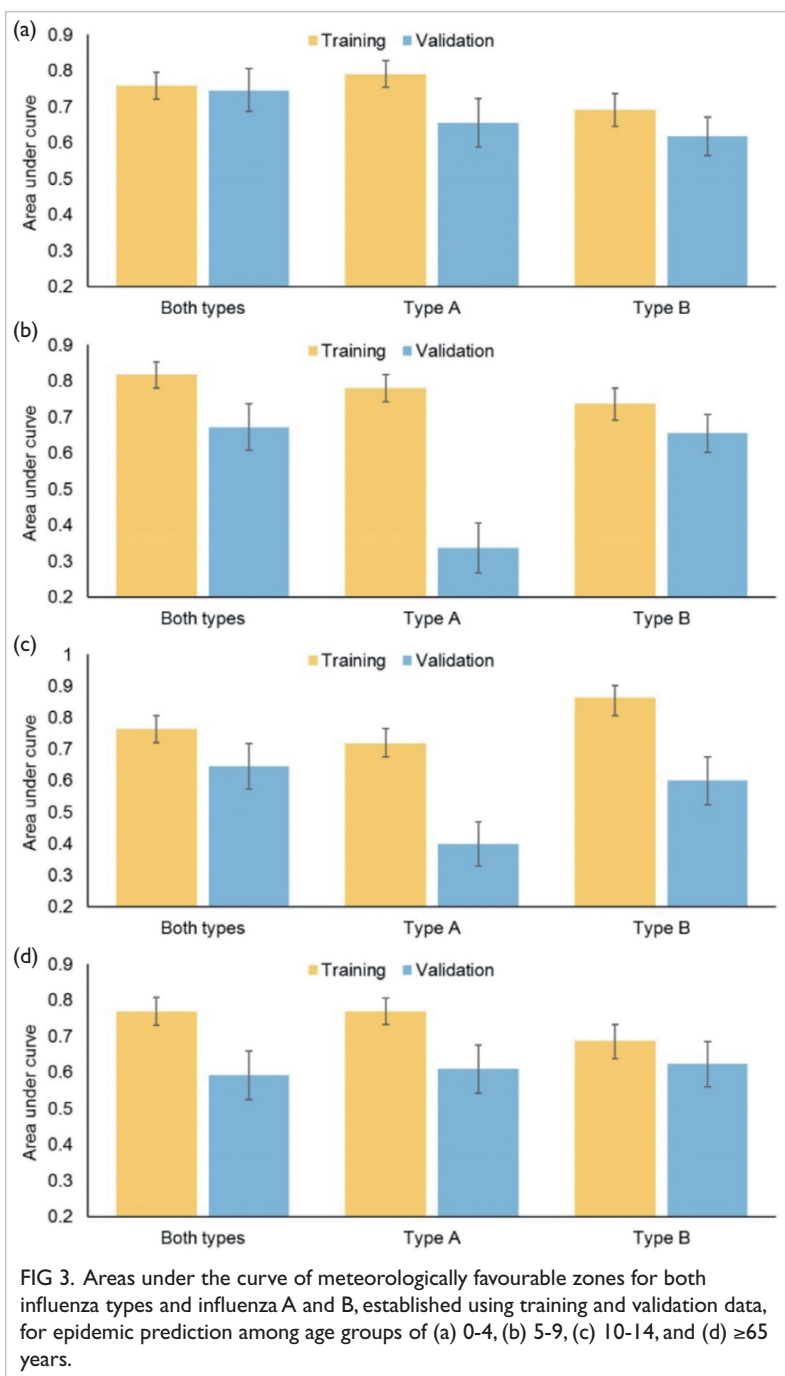 (a)
0.9
Training Validation
0.8
0.7
0.6
0.5
0.4
0.3
0.2
Area under curve
Both types Type A Type B
(b)
0.9
Training Validation
0.8
0.7
0.6
0.5
0.4
0.3
0.2
Area under curve
Both types Type A Type B
(c)
1
Training Validation
0.9
0.8
0.7
0.6
0.5
0.4
0.3
0.2
Area under curve
Both types Type A Type B
(d)
0.9
Training Validation
0.8
0.7
0.6
0.5
0.4
0.3
0.2
Area under curve
Both types Type A Type B
FIG 3. Areas under the curve of meteorologically favourable zones for both
influenza types and influenza A and B, established using training and validation data,
for epidemic prediction among age groups of (a) 0-4, (b) 5-9, (c) 10-14, and (d) ≥65
years.